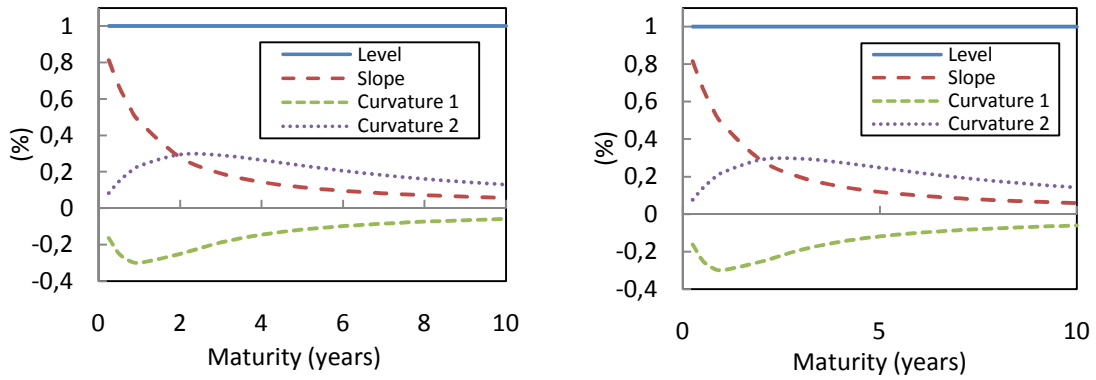 1
0,8
0,6
0,4
0,2
0
-0,2
-0,4
(%)
Level
Slope
Curvature 1
Curvature 2
0 2 4 6 8 10
Maturity (years)
1
0,8
0,6
0,4
0,2
0
-0,2
-0,4
(%)
Level
Slope
Curvature 1
Curvature 2
0 5 10
Maturity (years)